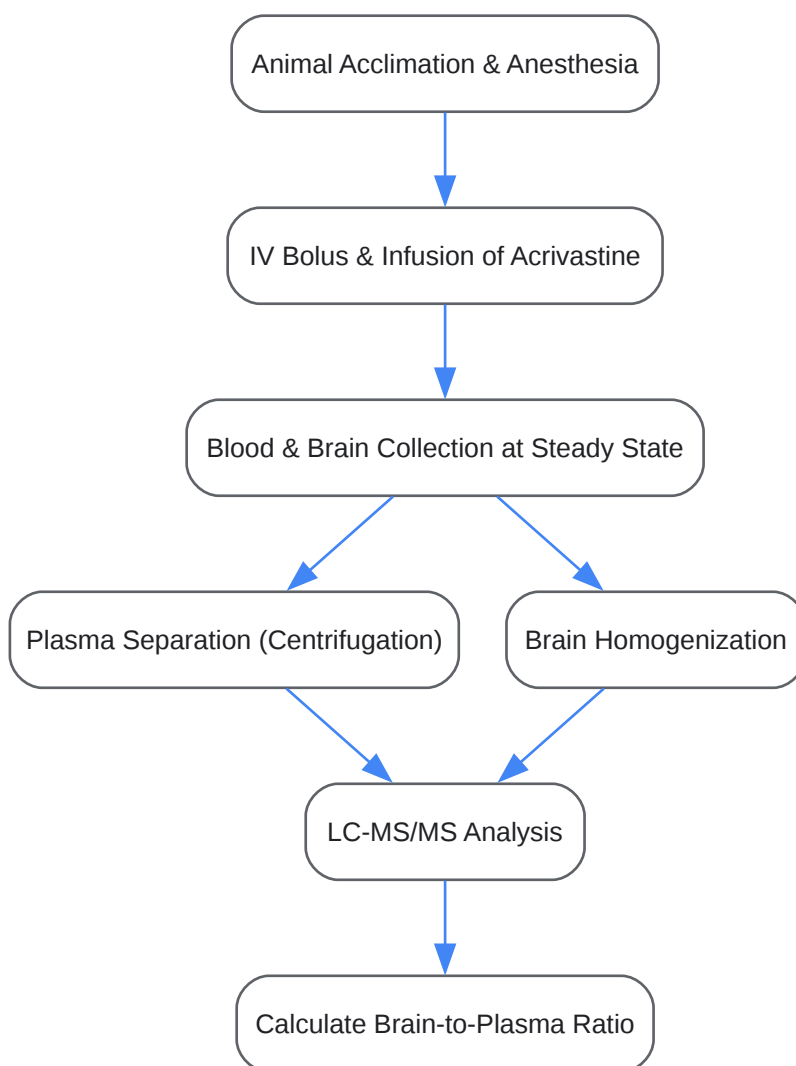 Animal Acclimation & Anesthesia
IV Bolus & Infusion of Acrivastine
Blood & Brain Collection at Steady State
Plasma Separation (Centrifugation)
Brain Homogenization
LC-MS/MS Analysis
Calculate Brain-to-Plasma Ratio